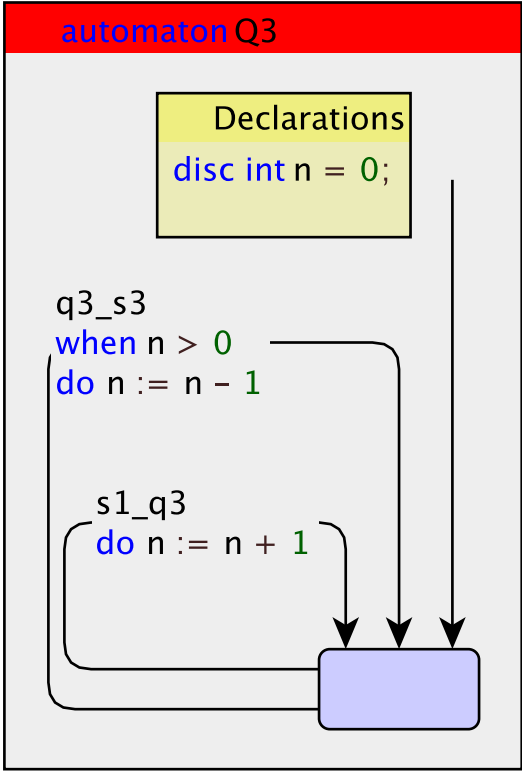 automaton Q3
Declarations
disc int n = 0;
q3_s3
when n > 0
do n := n - 1
s1_q3
do n := n + 1